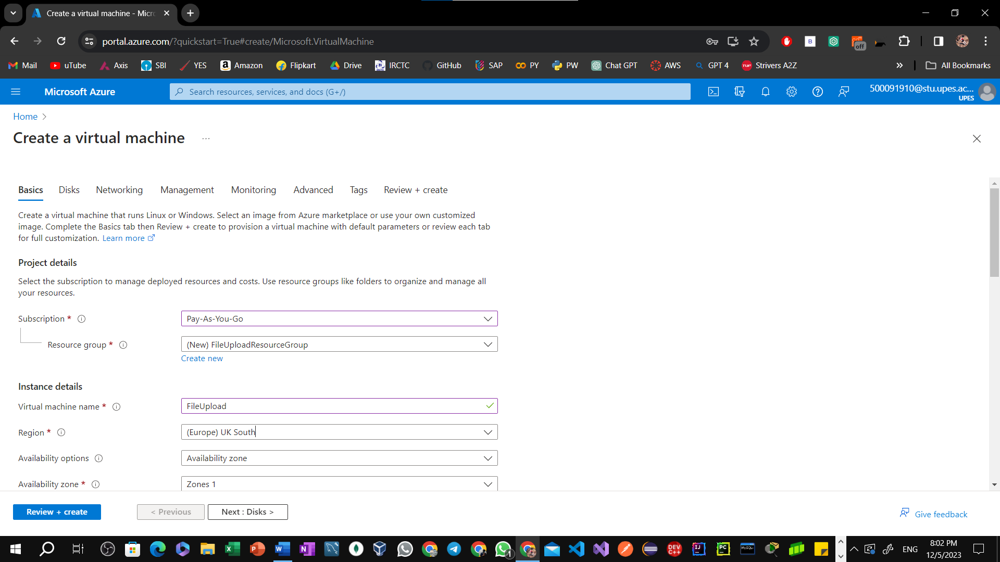 Create a virtual machine - Micro
portal.azure.com/?quickstart=True#create/Microsoft.VirtualMachine
off
Mail uTube Axis SBI YES Amazon Flipkart Drive IRCTC GitHub SAP PY PW Chat GPT AWS GPT 4 Strivers A2Z All Bookmarks
Microsoft Azure
Search resources, services, and docs (G+/)
500091910@stu.upes.ac...
UPES
Home
Create a virtual machine ...
Basics Disks Networking Management Monitoring Advanced Tags Review + create
Create a virtual machine that runs Linux or Windows. Select an image from Azure marketplace or use your own customized
image. Complete the Basics tab then Review + create to provision a virtual machine with default parameters or review each tab
for full customization. Learn more
Project details
Select the subscription to manage deployed resources and costs. Use resource groups like folders to organize and manage all
your resources.
Subscription * Pay-As-You-Go
Resource group * (New) FileUploadResourceGroup
Create new
Instance details
Virtual machine name * FileUpload
Region * (Europe) UK South
Availability options Availability zone
Availability zone * Zones 1
Review + create < Previous Next : Disks > Give feedback
ENG
8:02 PM
12/5/2023